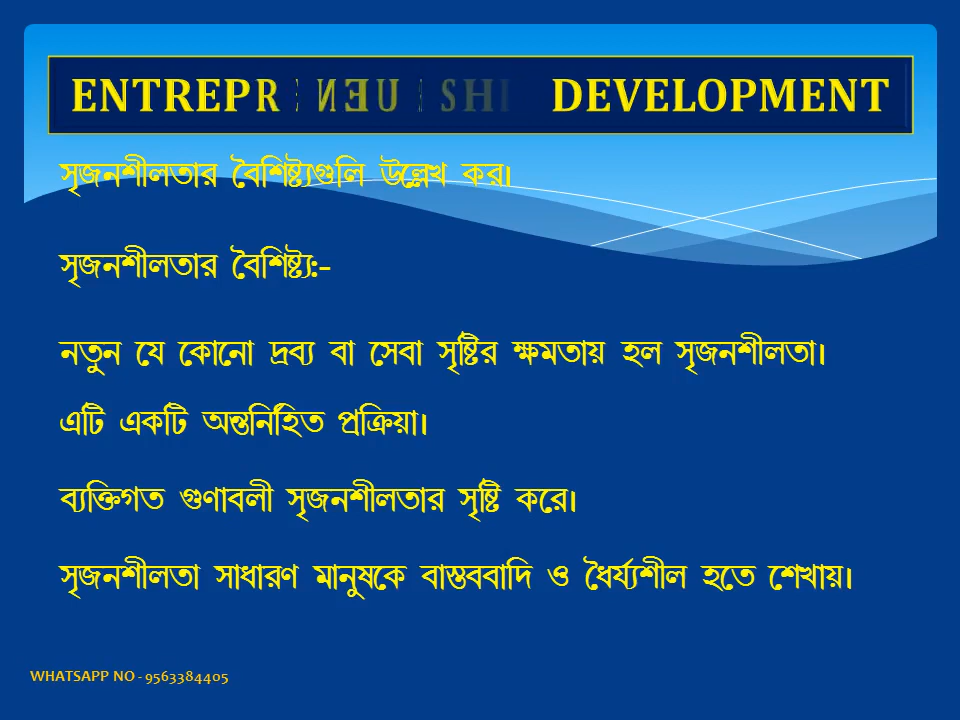 ENTREPRENEUSHI DEVELOPMENT
সৃজনশীলতার বৈশিষ্ট্যগুলি উল্লেখ কর।
সৃজনশীলতার বৈশিষ্ট্য:-
নতুন যে কোনো দ্রব্য বা সেবা সৃষ্টির ক্ষমতায় হল সৃজনশীলতা।
এটি একটি অন্তর্নিহিত প্রক্রিয়া।
ব্যক্তিগত গুণাবলী সৃজনশীলতার সৃষ্টি করে।
সৃজনশীলতা সাধারণ মানুষকে বাস্তববাদি ও ধৈর্য্যশীল হতে শেখায়।
WHATSAPP NO - 9563384405